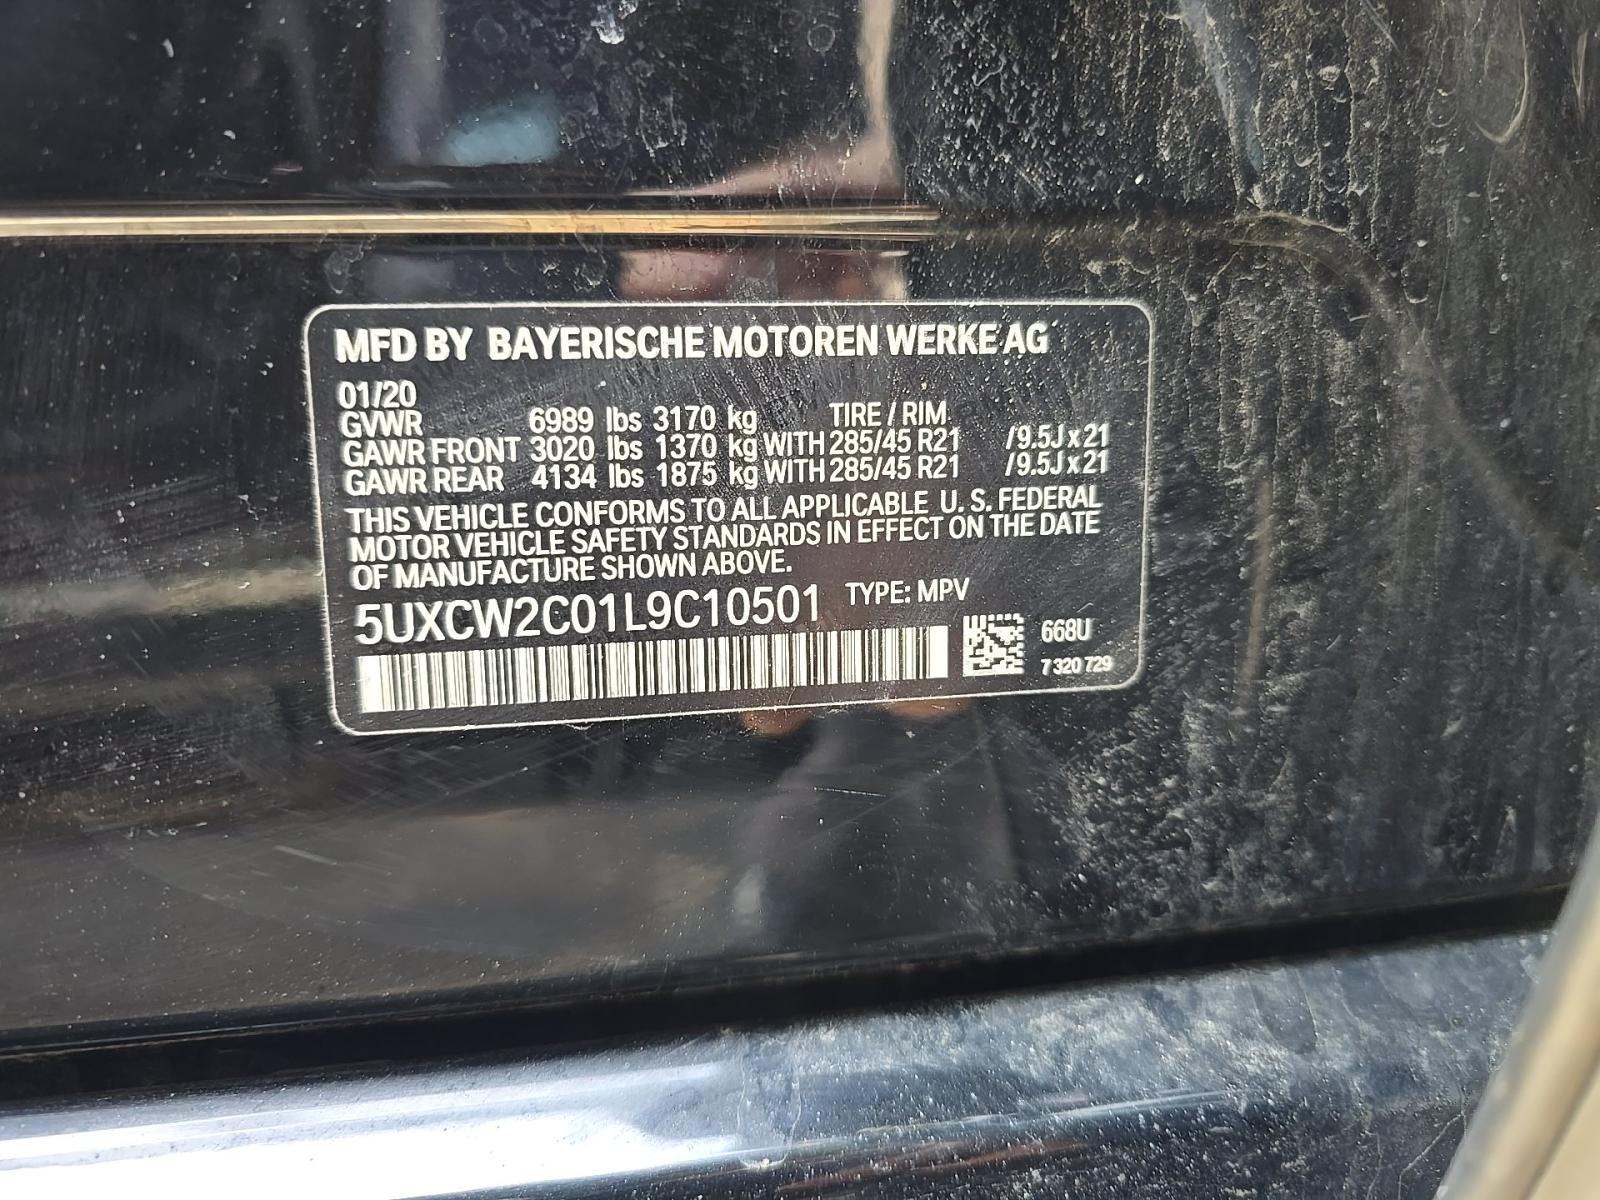 MFD BY BAYERISCHE MOTOREN WERKE AG
01/20
GVWR 6989 lbs 3170 kg TIRE / RIM
GAWR FRONT 3020 lbs 1370 kg WITH 285/45 R21 /9.5J x 21
GAWR REAR 4134 lbs 1875 kg WITH 285/45 R21 /9.5J x 21
THIS VEHICLE CONFORMS TO ALL APPLICABLE U. S. FEDERAL
MOTOR VEHICLE SAFETY STANDARDS IN EFFECT ON THE DATE
OF MANUFACTURE SHOWN ABOVE.
5UXCW2C01L9C10501 TYPE: MPV
668U
7 320 729